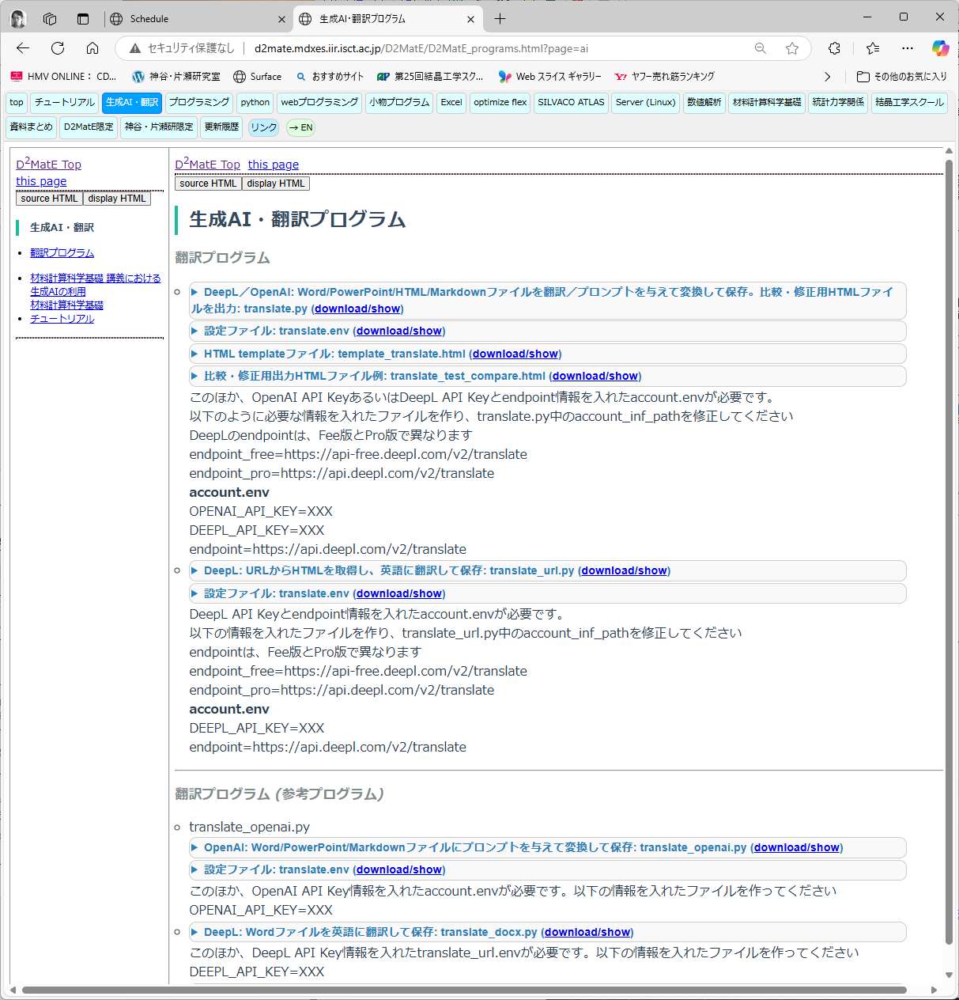 Schedule
生成AI・翻訳プログラム
セキュリティ保護なし
d2mate.mdxes.iir.isct.ac.jp/D2MatE/D2MatE_programs.html?page=ai
HMV ONLINE： CD...
神谷・片瀬研究室
Surface
おすすめサイト
第25回結晶工学スク...
Web スライス ギャラリー
ヤフー売れ筋ランキング
その他のお気に入り
top チュートリアル 生成AI・翻訳 プログラミング python webプログラミング 小物プログラム Excel optimize flex SILVACO ATLAS Server (Linux) 数値解析 材料計算科学基礎 統計力学関係 結晶工学スクール
資料まとめ D2MatE限定 神谷・片瀬研限定 更新履歴 リンク → EN
D2MatE Top
this page
source HTML display HTML
生成AI・翻訳
翻訳プログラム
材料計算科学基礎 講義における
生成AIの利用
材料計算科学基礎
チュートリアル
D2MatE Top this page
source HTML display HTML
生成AI・翻訳プログラム
翻訳プログラム
DeepL／OpenAI: Word/PowerPoint/HTML/Markdownファイルを翻訳／プロンプトを与えて変換して保存。比較・修正用HTMLファイ
ルを出力: translate.py (download/show)
設定ファイル: translate.env (download/show)
HTML templateファイル: template_translate.html (download/show)
比較・修正用出力HTMLファイル例: translate_test_compare.html (download/show)
このほか、OpenAI API KeyあるいはDeepL API Keyとendpoint情報を入れたaccount.envが必要です。
以下のように必要な情報を入れたファイルを作り、translate.py中のaccount_inf_pathを修正してください
DeepLのendpointは、Fee版とPro版で異なります
endpoint_free=https://api-free.deepl.com/v2/translate
endpoint_pro=https://api.deepl.com/v2/translate
account.env
OPENAI_API_KEY=XXX
DEEPL_API_KEY=XXX
endpoint=https://api.deepl.com/v2/translate
DeepL: URLからHTMLを取得し、英語に翻訳して保存: translate_url.py (download/show)
設定ファイル: translate.env (download/show)
DeepL API Keyとendpoint情報を入れたaccount.envが必要です。
以下の情報を入れたファイルを作り、translate_url.py中のaccount_inf_pathを修正してください
endpointは、Fee版とPro版で異なります
endpoint_free=https://api-free.deepl.com/v2/translate
endpoint_pro=https://api.deepl.com/v2/translate
account.env
DEEPL_API_KEY=XXX
endpoint=https://api.deepl.com/v2/translate
翻訳プログラム (参考プログラム)
translate_openai.py
OpenAI: Word/PowerPoint/Markdownファイルにプロンプトを与えて変換して保存: translate_openai.py (download/show)
設定ファイル: translate.env (download/show)
このほか、OpenAI API Key情報を入れたaccount.envが必要です。以下の情報を入れたファイルを作ってください
OPENAI_API_KEY=XXX
DeepL: Wordファイルを英語に翻訳して保存: translate_docx.py (download/show)
このほか、DeepL API Key情報を入れたtranslate_url.envが必要です。以下の情報を入れたファイルを作ってください
DEEPL_API_KEY=XXX